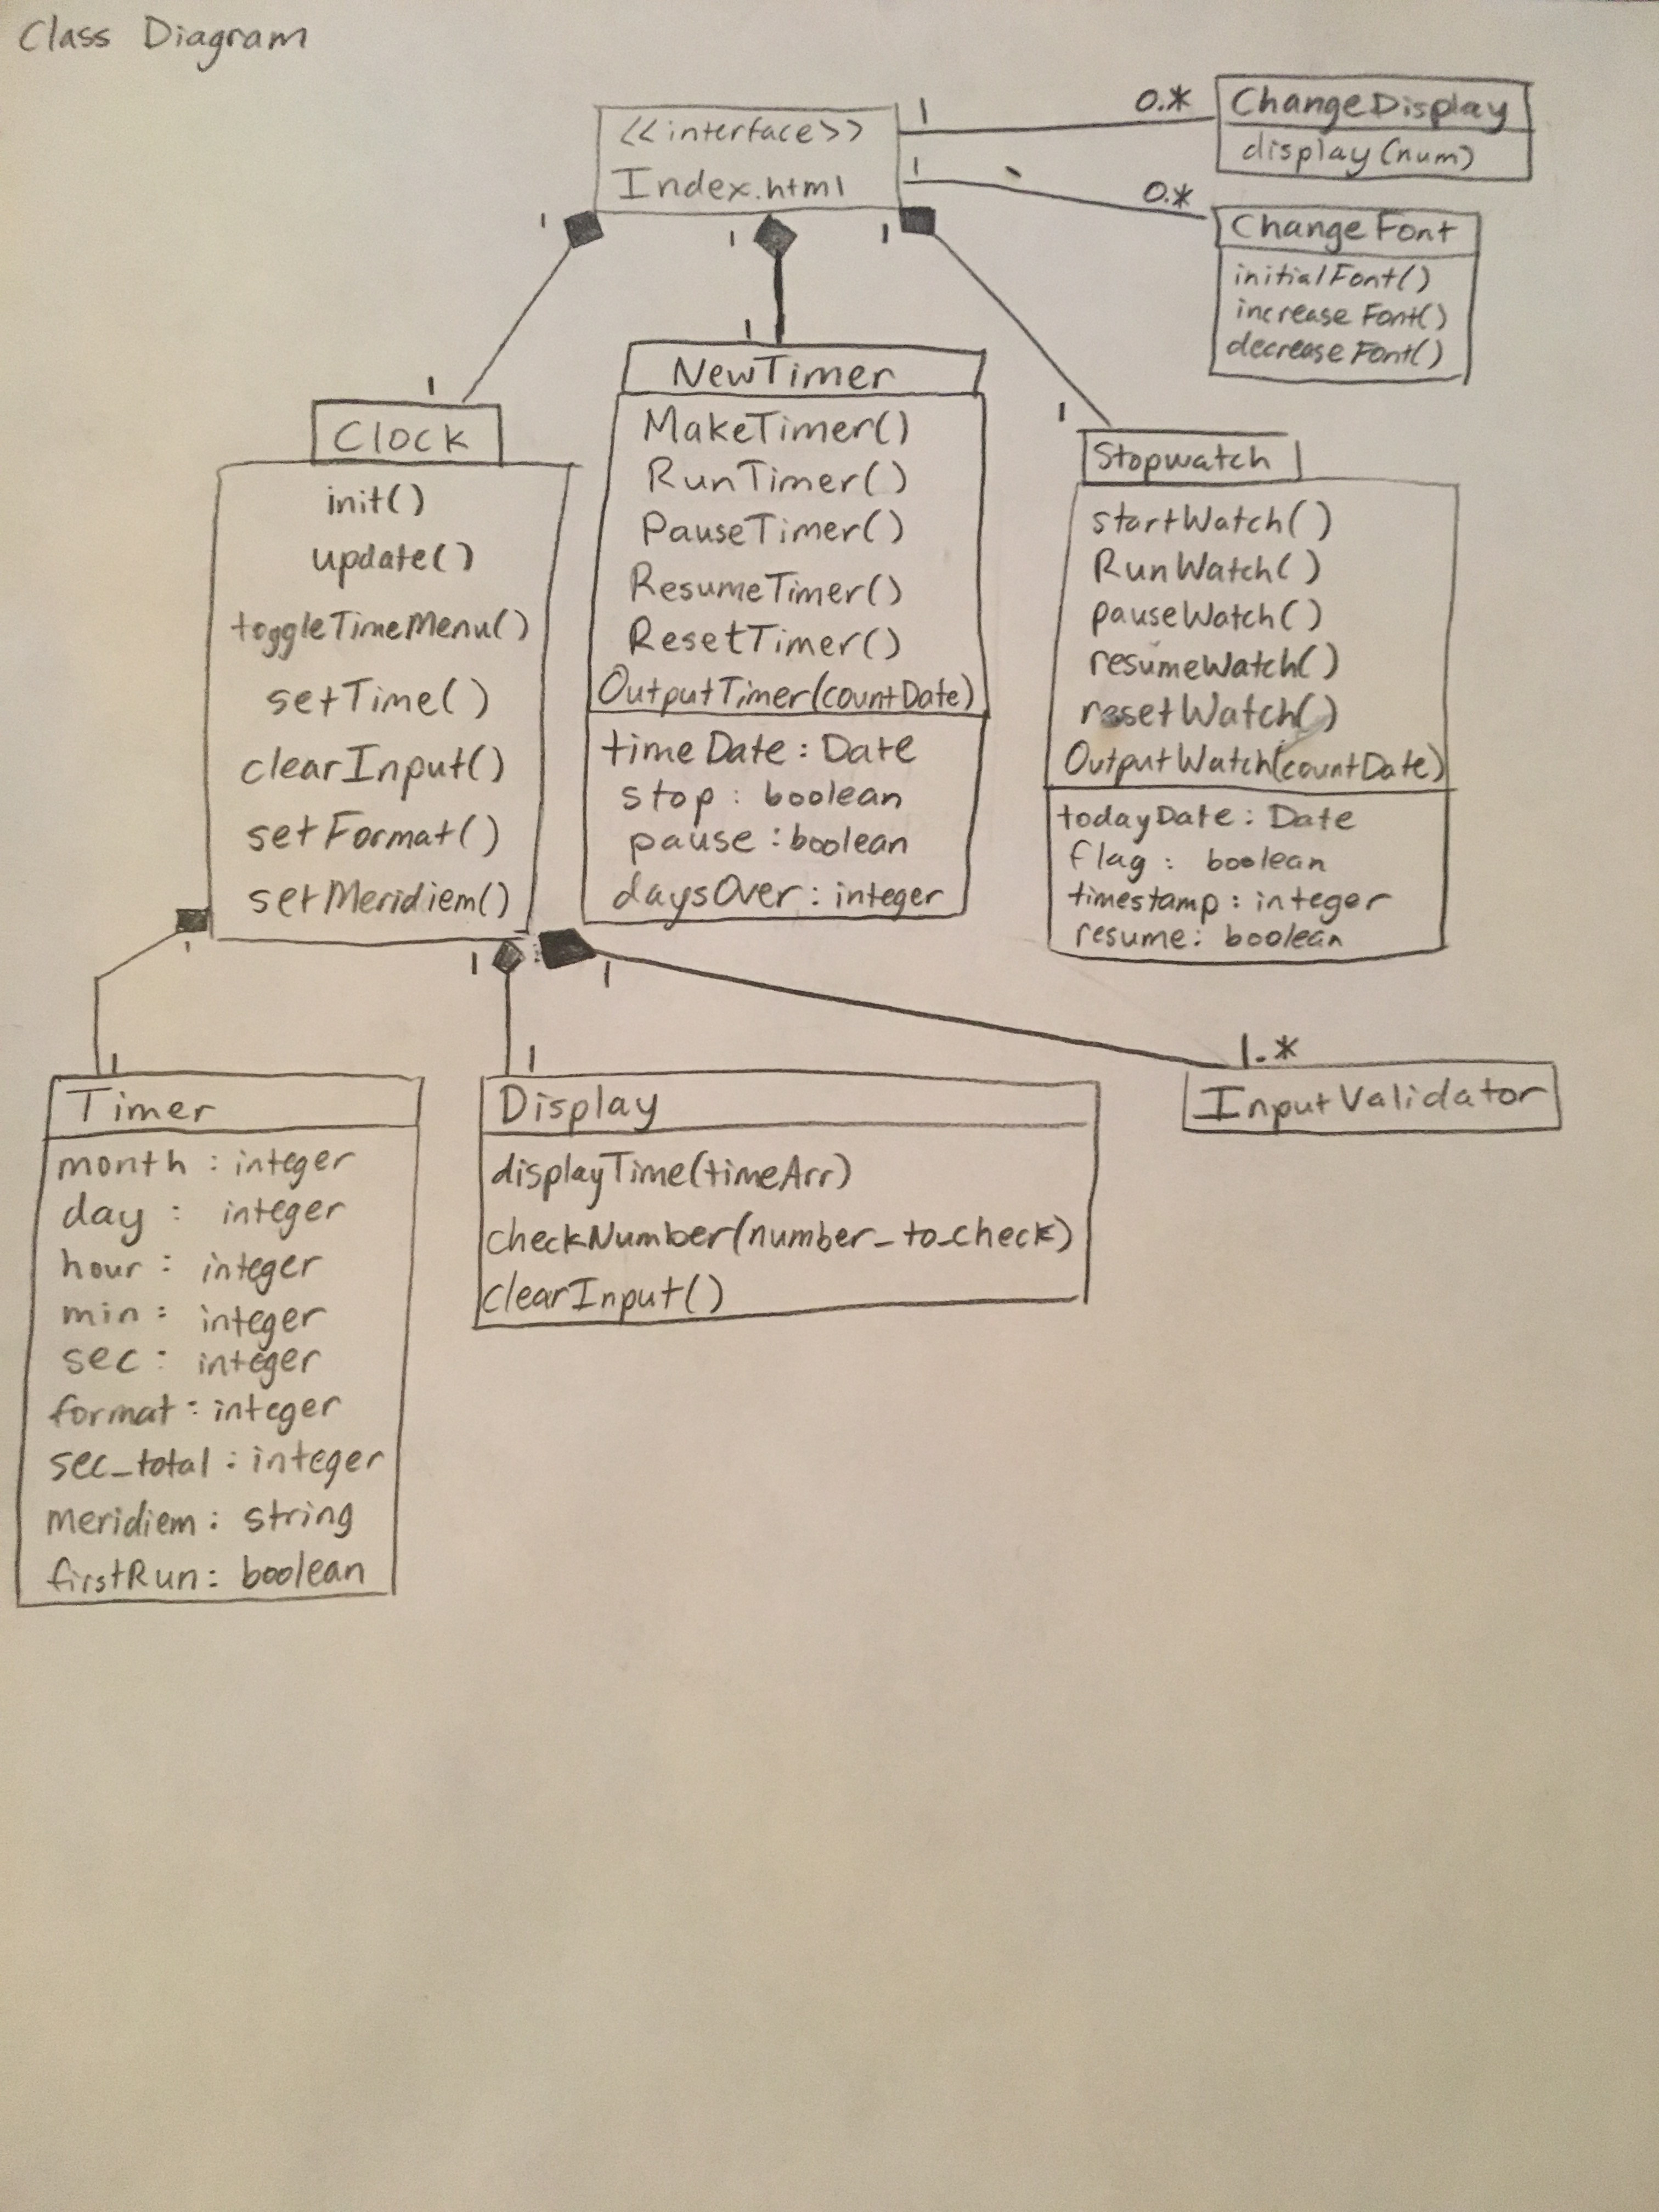 Class Diagram
<<interface>>
Index.html
1
0.*
ChangeDisplay
display(num)
1
0.*
ChangeFont
initialFont()
increaseFont()
decreaseFont()
1
1
1
1
1
1
Clock
init()
update()
toggleTimeMenu()
setTime()
clearInput()
setFormat()
setMeridiem()
NewTimer
MakeTimer()
RunTimer()
PauseTimer()
ResumeTimer()
ResetTimer()
OutputTimer(countDate)
timeDate: Date
stop: boolean
pause: boolean
daysOver: integer
Stopwatch
startWatch()
RunWatch()
pauseWatch()
resumeWatch()
resetWatch()
OutputWatch(countDate)
todayDate: Date
flag: boolean
timestamp: integer
resume: boolean
1
1
1
1
1
1.*
Timer
month: integer
day: integer
hour: integer
min: integer
sec: integer
format: integer
sec_total: integer
meridiem: string
firstRun: boolean
Display
displayTime(timeArr)
checkNumber(number_to_check)
clearInput()
InputValidator